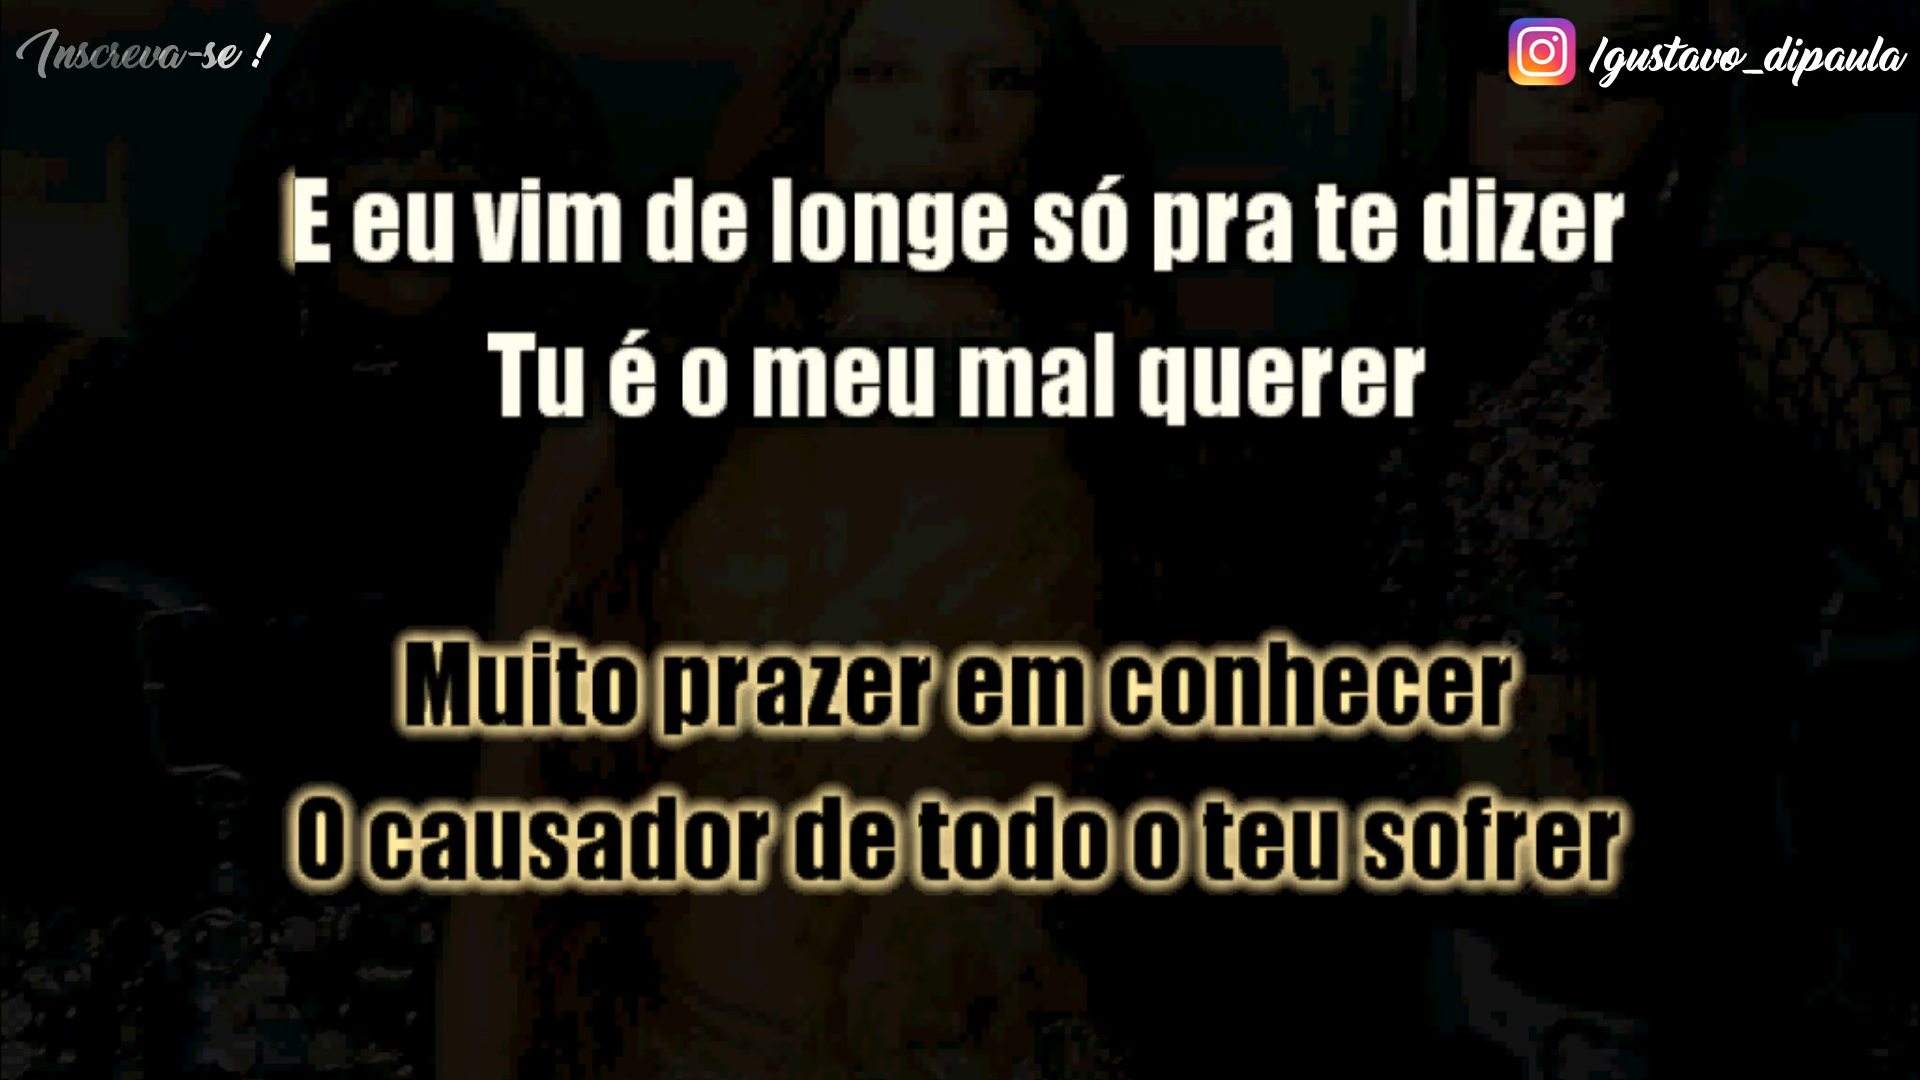 Inscreva-se !
/gustavo_dipaula
E eu vim de longe só pra te dizer
Tu é o meu mal querer
Muito prazer em conhecer
O causador de todo o teu sofrer